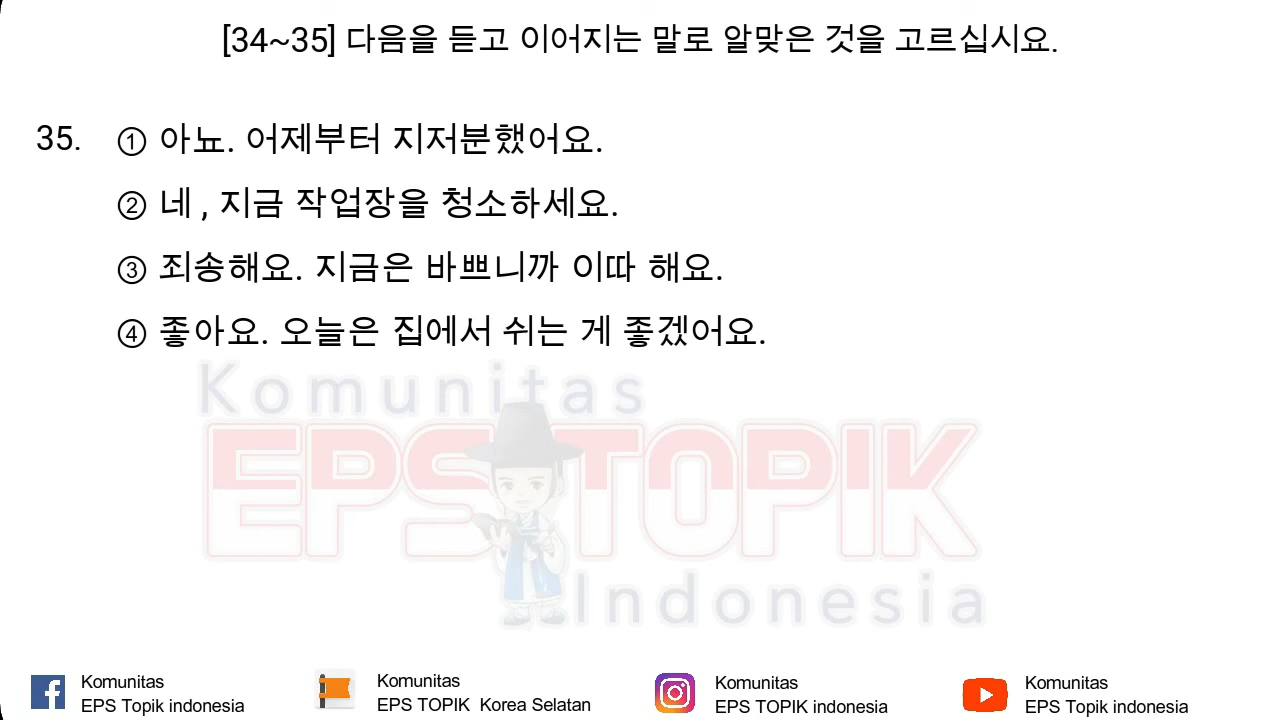 [34~35] 다음을 듣고 이어지는 말로 알맞은 것을 고르십시요.
35. ① 아뇨. 어제부터 지저분했어요.
② 네, 지금 작업장을 청소하세요.
③ 죄송해요. 지금은 바쁘니까 이따 해요.
④ 좋아요. 오늘은 집에서 쉬는 게 좋겠어요.
Komunitas
EPS TOPIK
Indonesia
Komunitas
EPS Topik indonesia
Komunitas
EPS TOPIK Korea Selatan
Komunitas
EPS TOPIK indonesia
Komunitas
EPS Topik indonesia